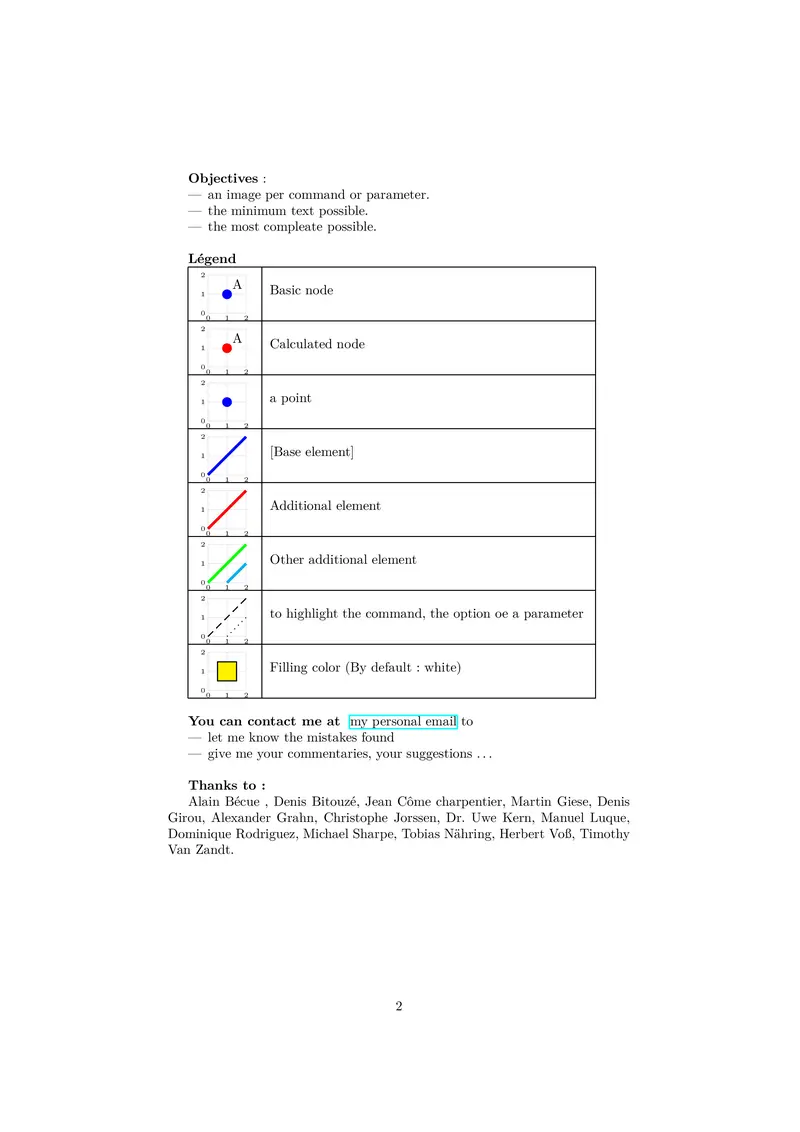 Objectives :
— an image per command or parameter.
— the minimum text possible.
— the most compleate possible.
Légend
2
1
0
0 1 2
A
Basic node
2
1
0
0 1 2
A
Calculated node
2
1
0
0 1 2
a point
2
1
0
0 1 2
[Base element]
2
1
0
0 1 2
Additional element
2
1
0
0 1 2
Other additional element
2
1
0
0 1 2
to highlight the command, the option oe a parameter
2
1
0
0 1 2
Filling color (By default : white)
You can contact me at my personal email to
— let me know the mistakes found
— give me your commentaries, your suggestions . . .
Thanks to :
Alain Bécue , Denis Bitouzé, Jean Côme charpentier, Martin Giese, Denis
Girou, Alexander Grahn, Christophe Jorssen, Dr. Uwe Kern, Manuel Luque,
Dominique Rodriguez, Michael Sharpe, Tobias Nähring, Herbert Voß, Timothy
Van Zandt.
2